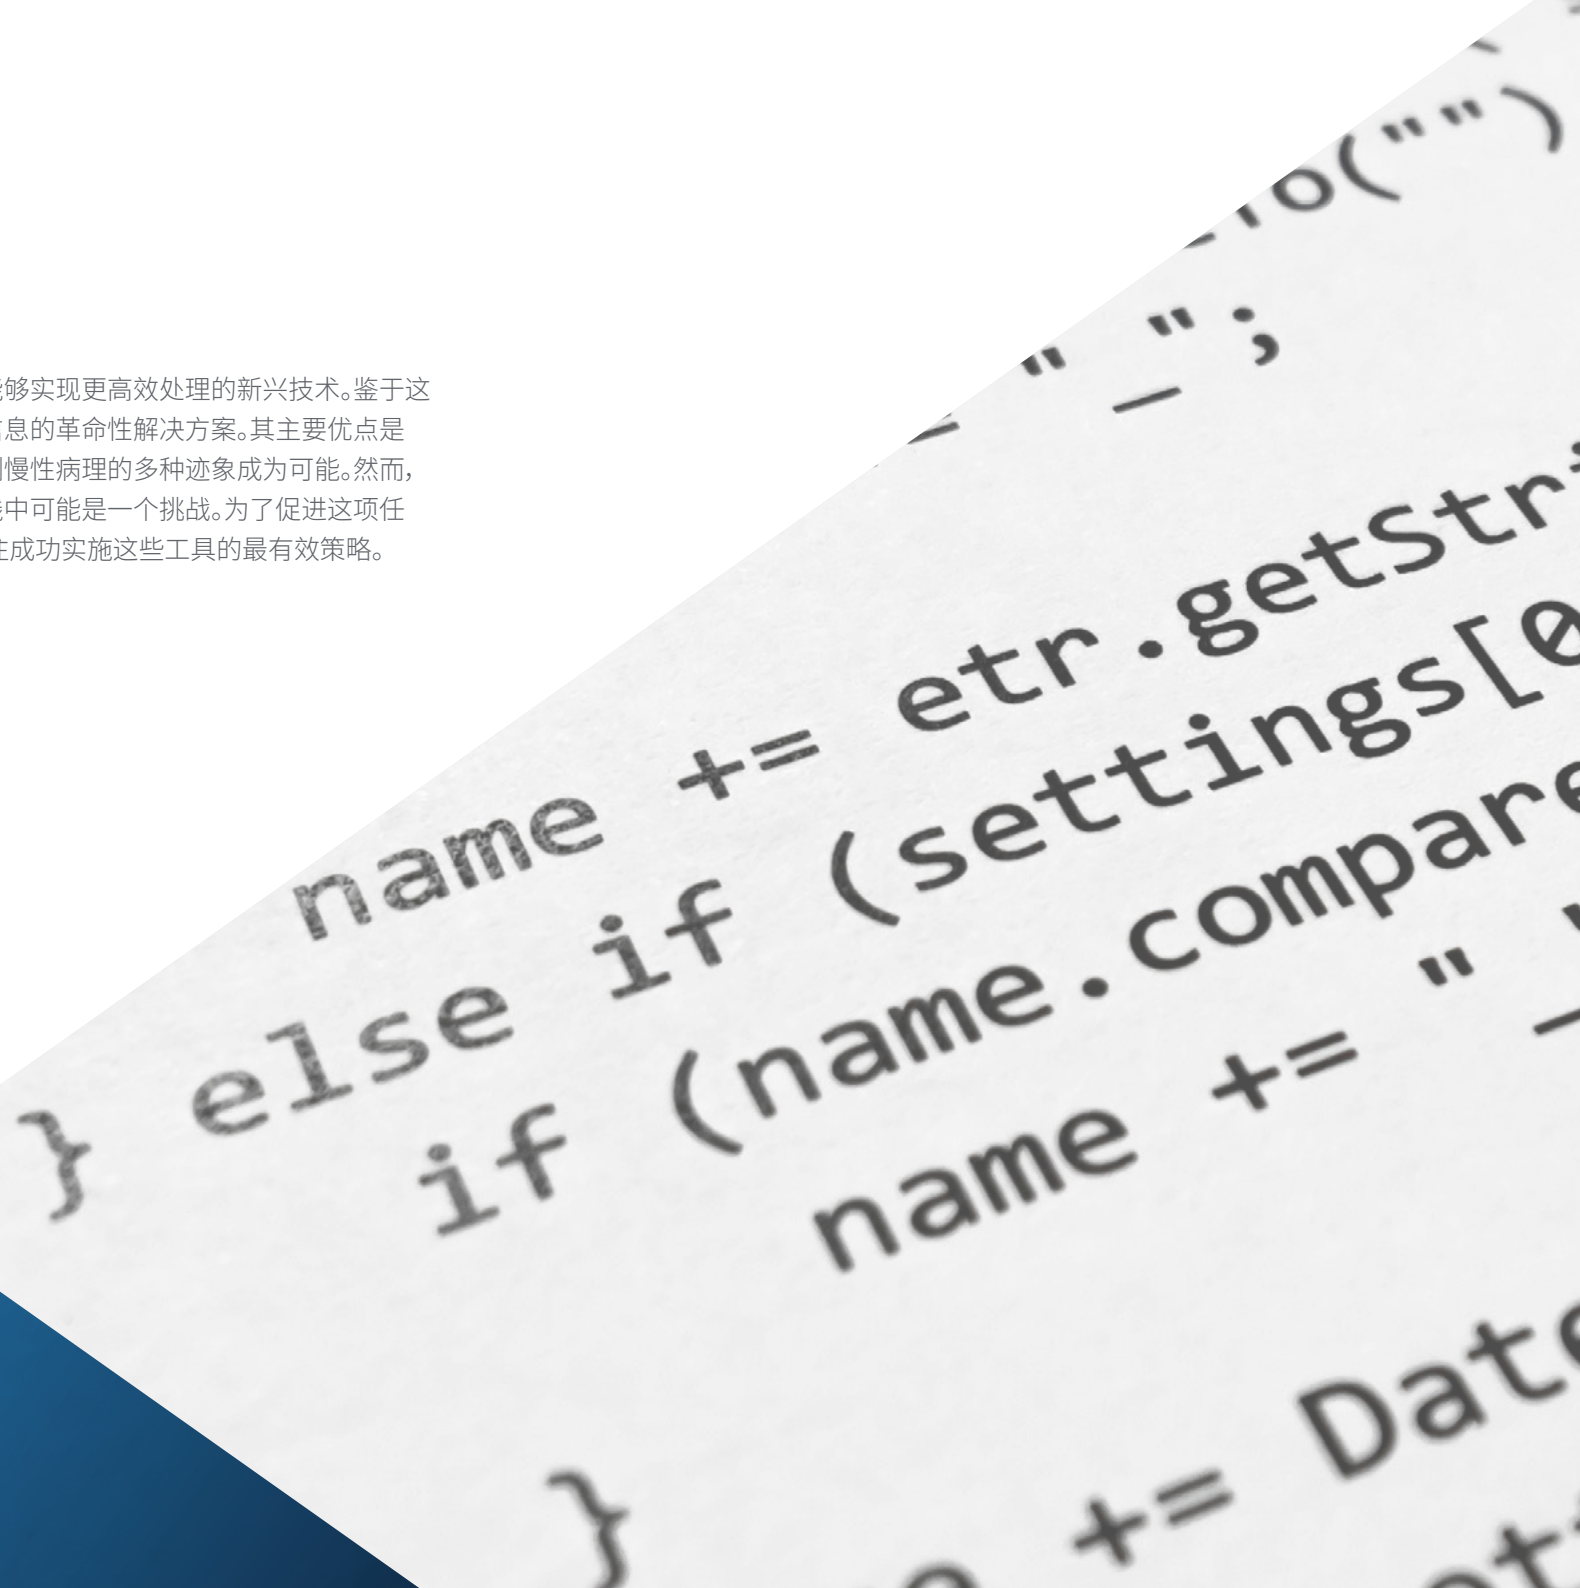 够实现更高效处理的新兴技术。鉴于这
息的革命性解决方案。其主要优点是
慢性病理的多种迹象成为可能。然而,
中可能是一个挑战。为了促进这项任
成功实施这些工具的最有效策略。
("")
"_";
name += etr.getStri
} else if (settings[0
if (name.compare
name += "_
}
+= Date